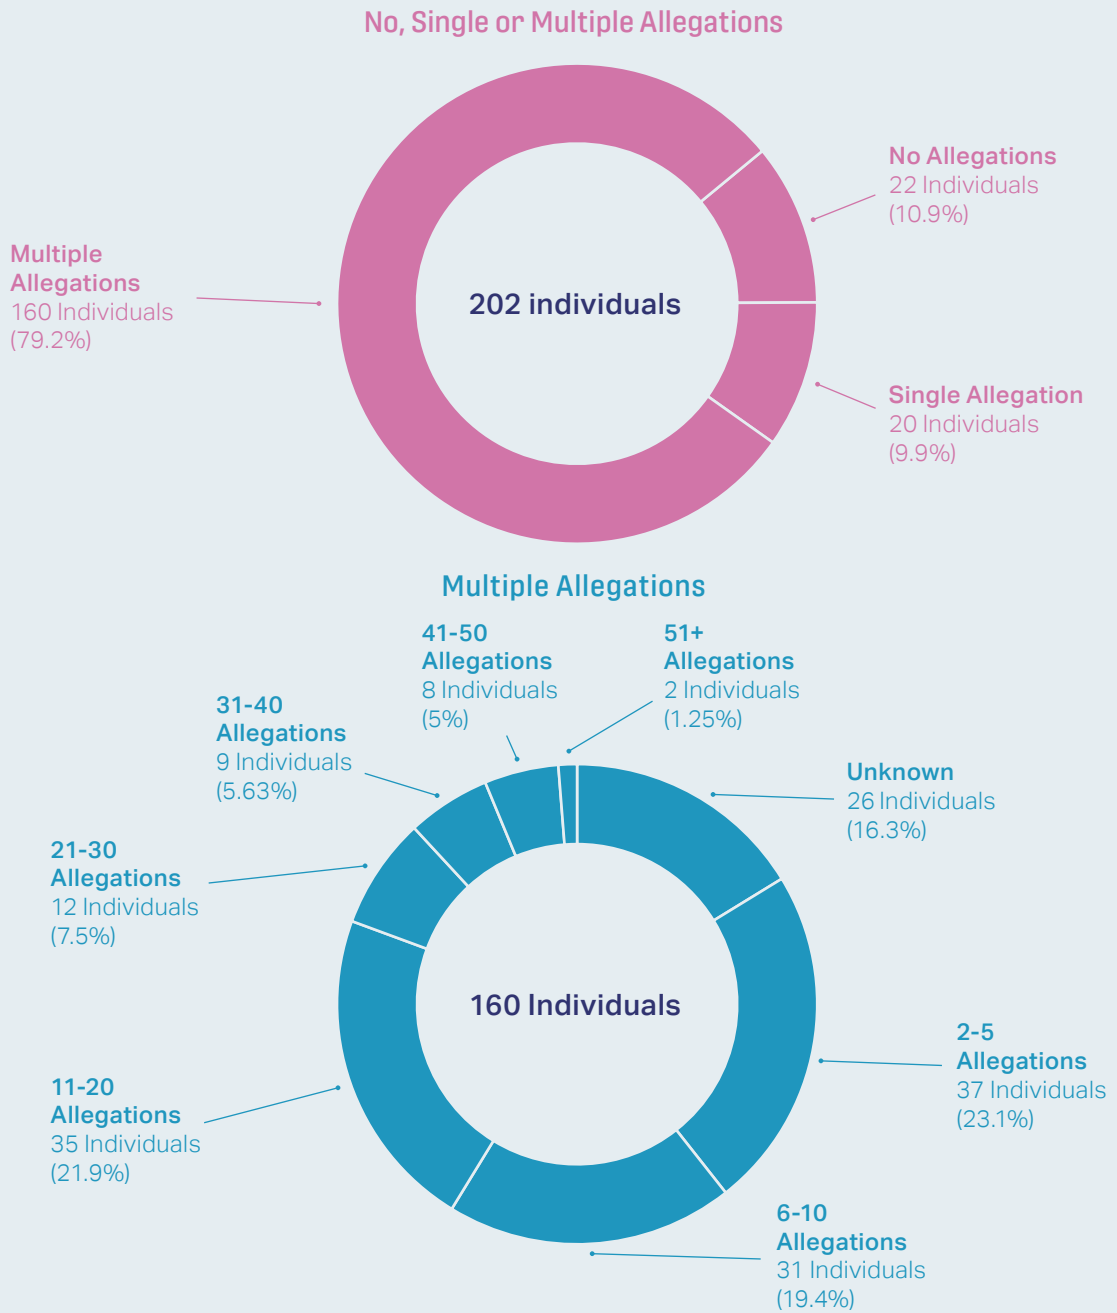 No, Single or Multiple Allegations
No Allegations
22 Individuals
(10.9%)
Multiple
Allegations
160 Individuals
(79.2%)
202 individuals
Single Allegation
20 Individuals
(9.9%)
Multiple Allegations
41-50
Allegations
8 Individuals
(5%)
51+
Allegations
2 Individuals
(1.25%)
31-40
Allegations
9 Individuals
(5.63%)
Unknown
26 Individuals
(16.3%)
21-30
Allegations
12 Individuals
(7.5%)
160 Individuals
2-5
Allegations
37 Individuals
(23.1%)
11-20
Allegations
35 Individuals
(21.9%)
6-10
Allegations
31 Individuals
(19.4%)